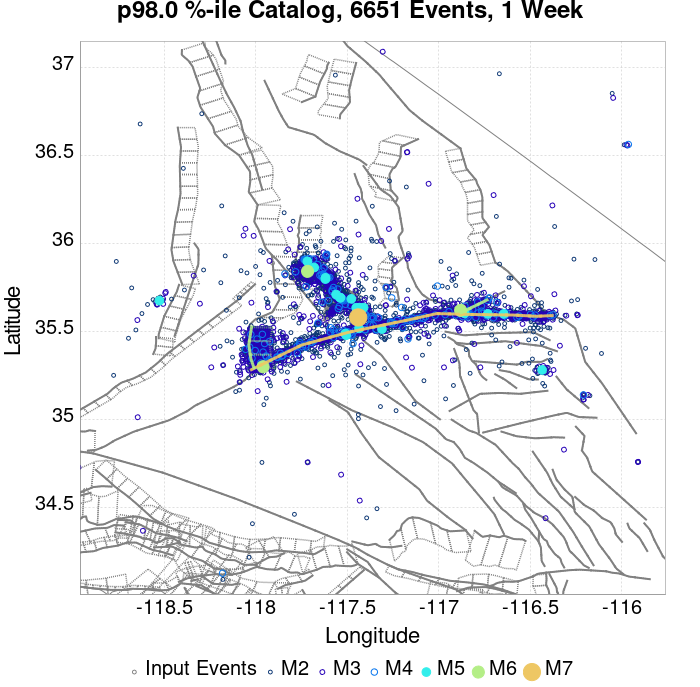 p98.0 %-ile Catalog, 6651 Events, 1 Week
37
36.5
36
35.5
35
34.5
Latitude
-118.5 -118 -117.5 -117 -116.5 -116
Longitude
Input Events M2 M3 M4 M5 M6 M7